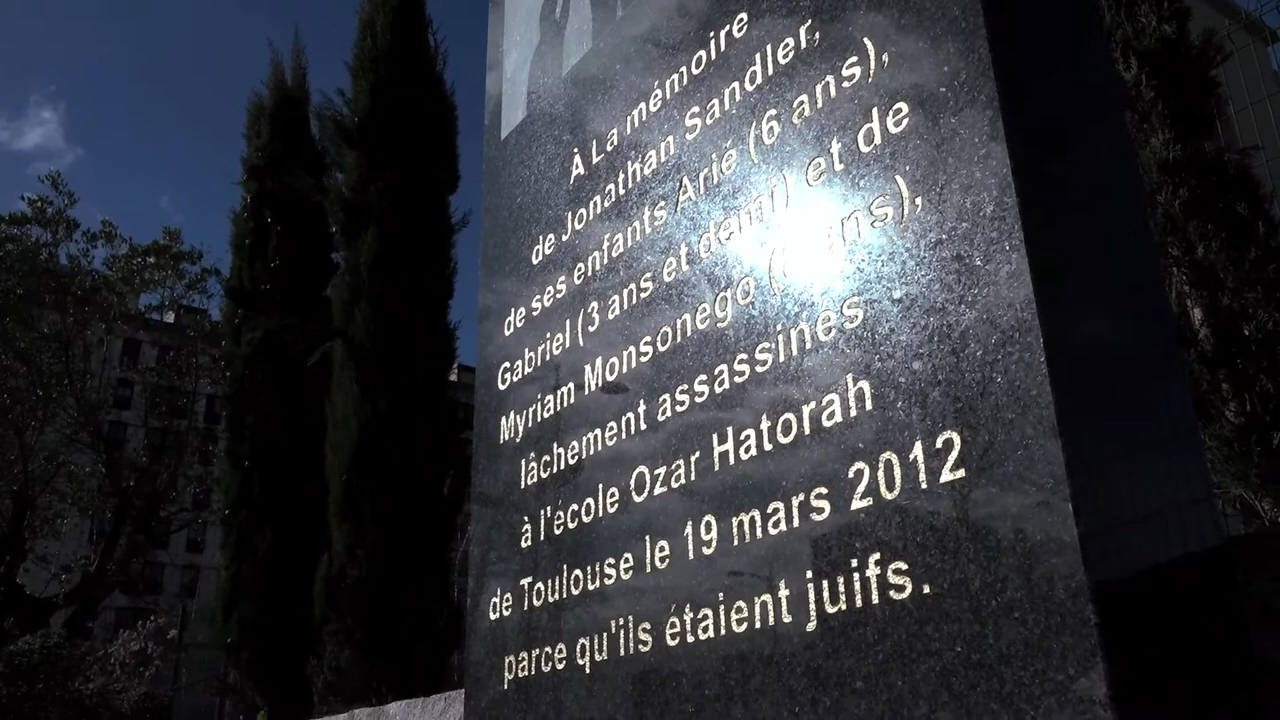 À La mémoire
de Jonathan Sandler,
de ses enfants Arié (6 ans),
Gabriel (3 ans et demi) et de
Myriam Monsonego ( ans),
lâchement assassinés
à l'école Ozar Hatorah
de Toulouse le 19 mars 2012
parce qu'ils étaient juifs.